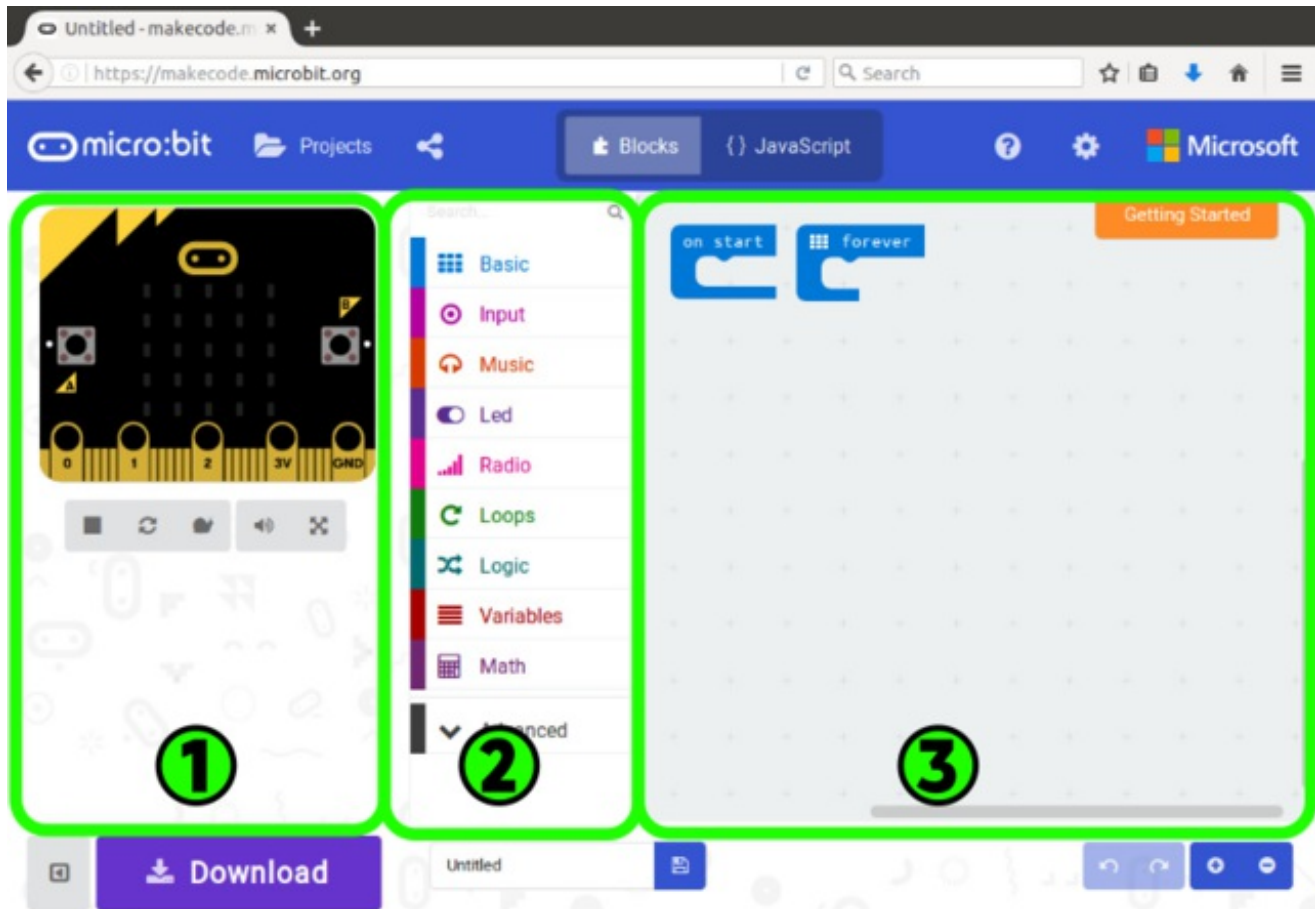 Untitled - makecode.m
https://makecode.microbit.org
Search
micro:bit
Projects
Blocks
{ } JavaScript
Microsoft
Search...
Getting Started
on start
forever
Basic
Input
Music
Led
Radio
Loops
Logic
Variables
Math
Advanced
B
A
0 1 2 3V GND
1
2
3
Download
Untitled